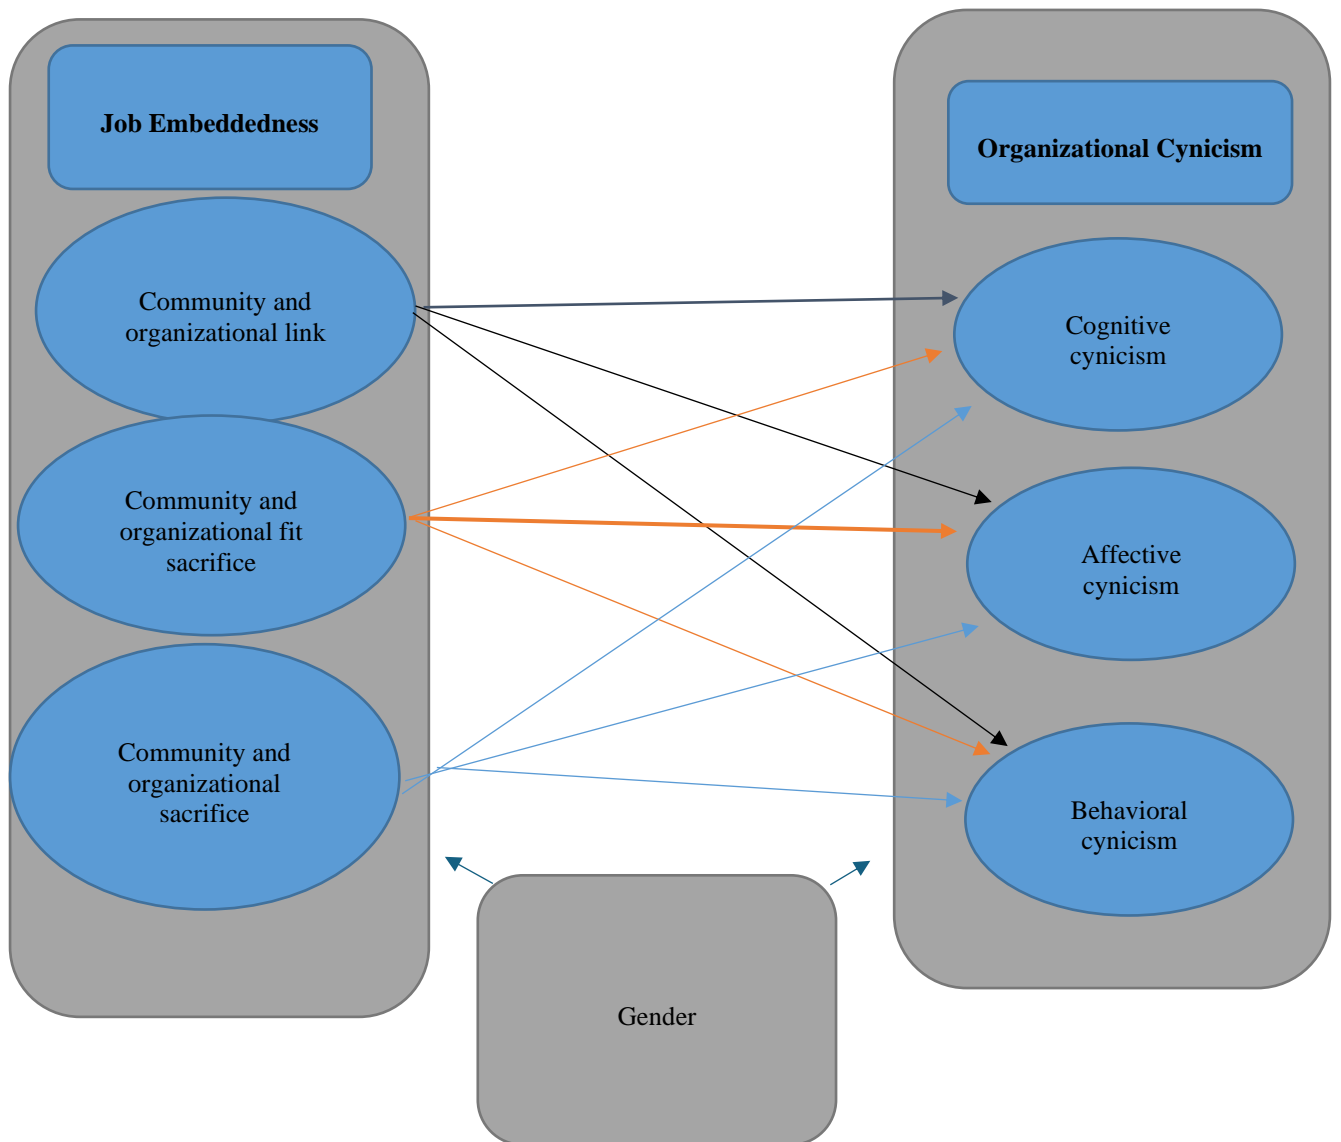 Job Embeddedness
Community and
organizational link
Community and
organizational fit
sacrifice
Community and
organizational
sacrifice
Organizational Cynicism
Cognitive
cynicism
Affective
cynicism
Behavioral
cynicism
Gender